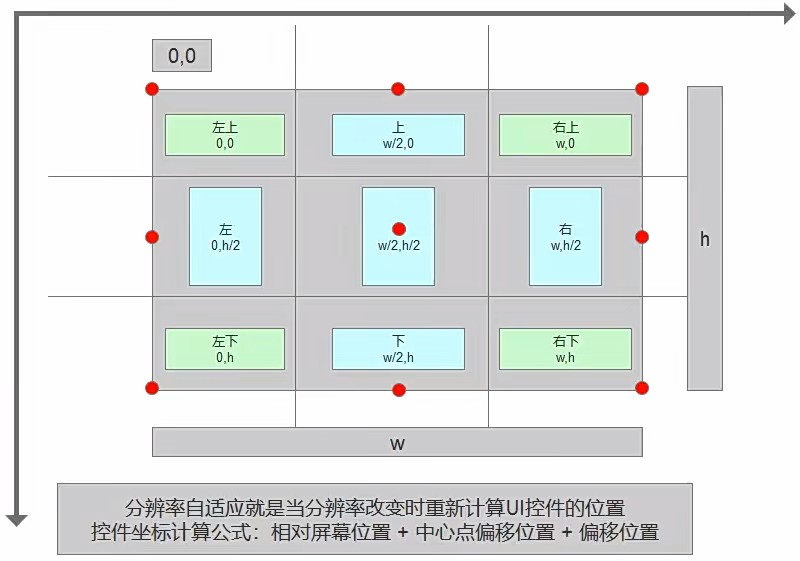 0,0
左上
0,0
上
w/2,0
右上
w,0
左
0,h/2
w/2,h/2
右
w,h/2
h
左下
0,h
下
w/2,h
右下
w,h
w
分辨率自适应就是当分辨率改变时重新计算UI控件的位置
控件坐标计算公式：相对屏幕位置 + 中心点偏移位置 + 偏移位置